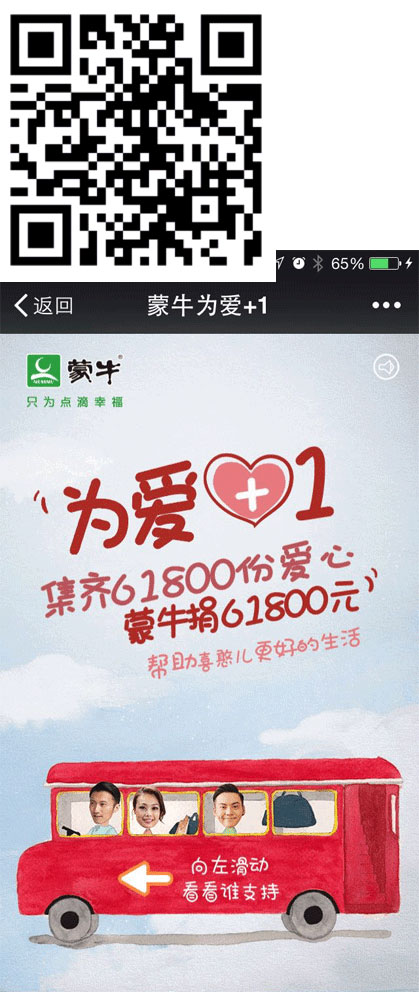 65%
返回
蒙牛为爱+1
蒙牛®
只为点滴幸福
为爱+1
集齐61800份爱心
蒙牛捐61800元
帮助喜憨儿更好的生活
向左滑动
看看谁支持